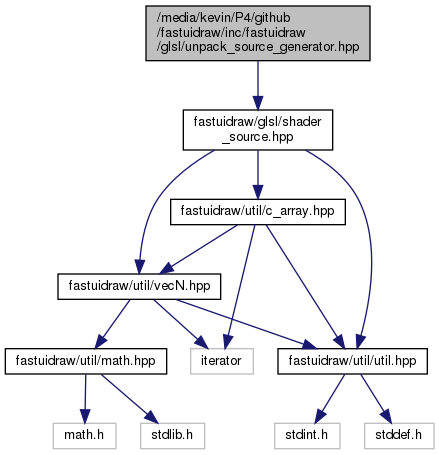 /media/kevin/P4/github
/fastuidraw/inc/fastuidraw
/glsl/unpack_source_generator.hpp
fastuidraw/glsl/shader
_source.hpp
fastuidraw/util/c_array.hpp
fastuidraw/util/vecN.hpp
fastuidraw/util/math.hpp
iterator
fastuidraw/util/util.hpp
math.h
stdlib.h
stdint.h
stddef.h